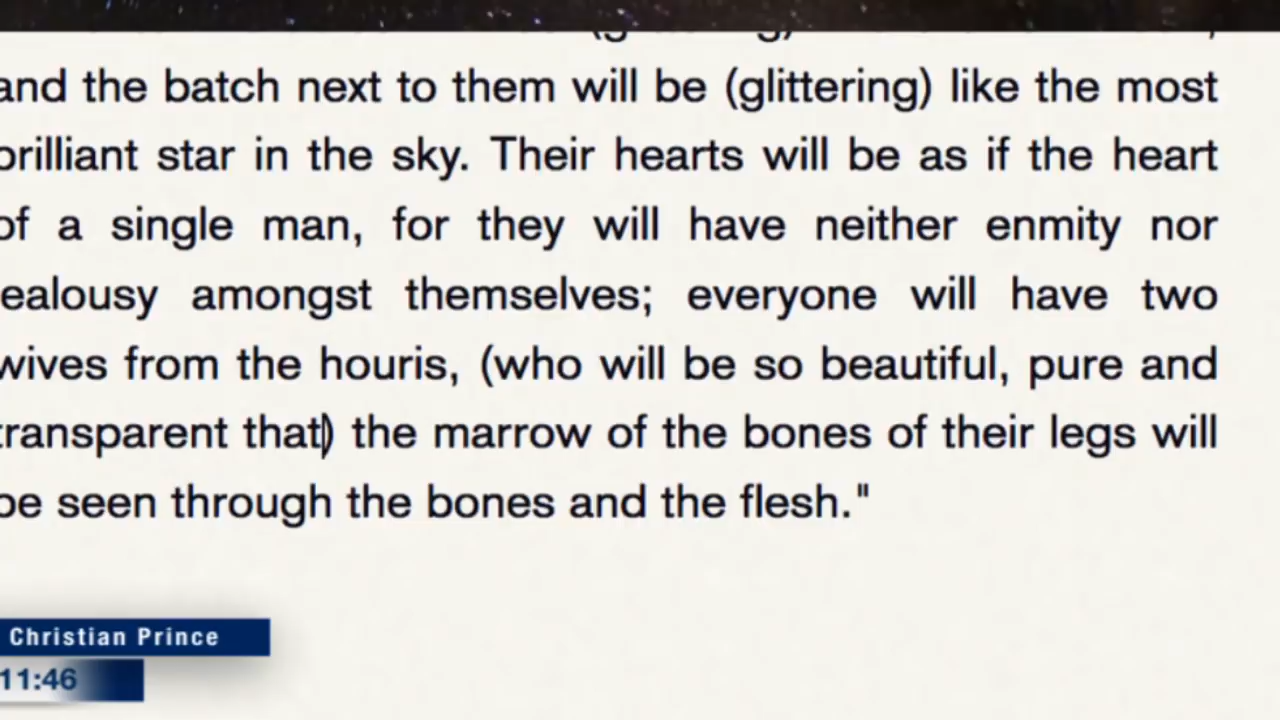 and the batch next to them will be (glittering) like the most
brilliant star in the sky. Their hearts will be as if the heart
of a single man, for they will have neither enmity nor
jealousy amongst themselves; everyone will have two
wives from the houris, (who will be so beautiful, pure and
transparent that) the marrow of the bones of their legs will
be seen through the bones and the flesh."
Christian Prince
11:46